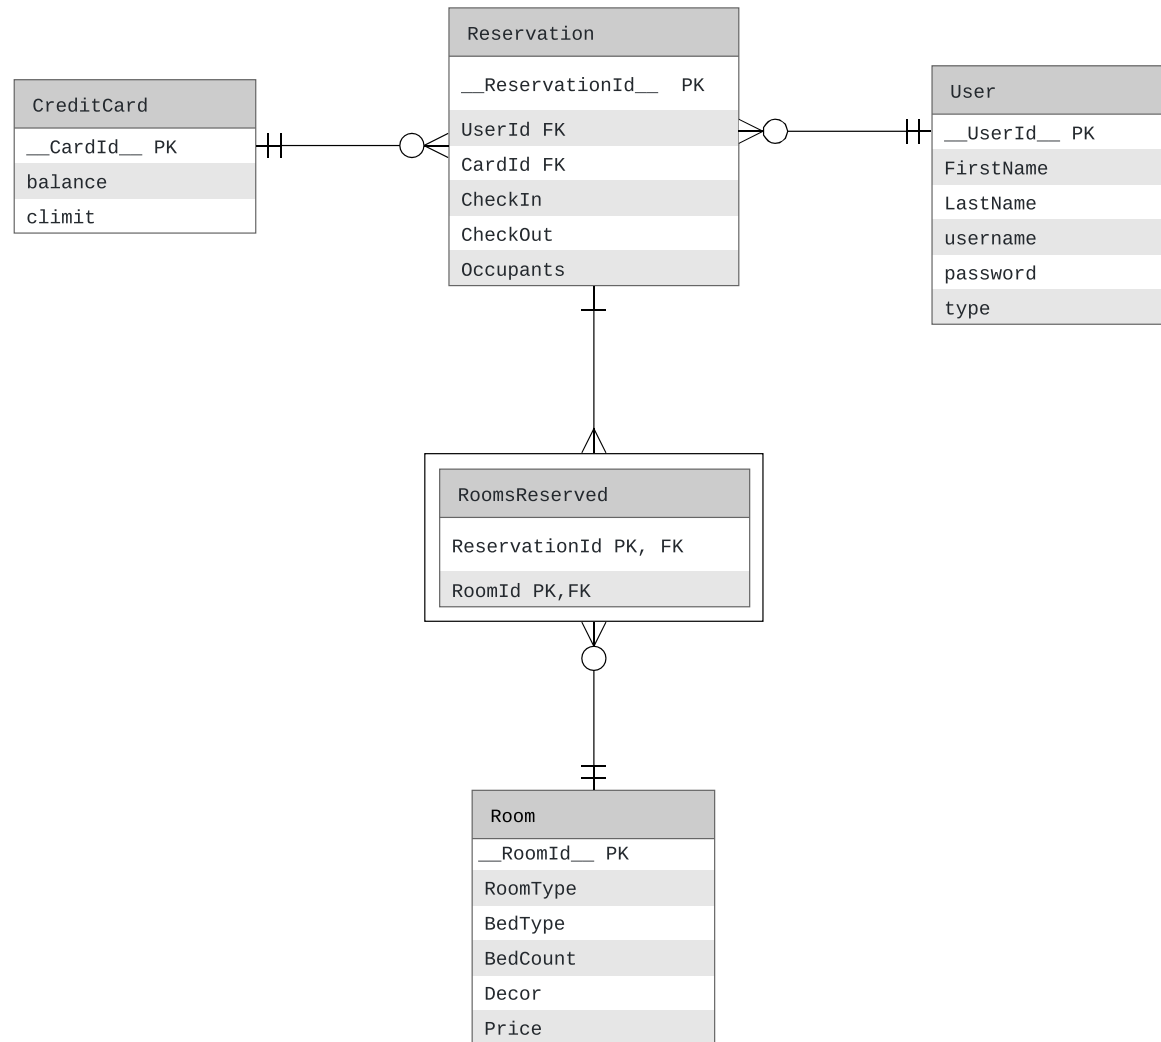 Reservation
__ReservationId__  PK
UserId FK
CardId FK
CheckIn
CheckOut
Occupants
CreditCard
__CardId__ PK
balance
climit
User
__UserId__ PK
FirstName
LastName
username
password
type
RoomsReserved
ReservationId PK, FK
RoomId PK,FK
Room
__RoomId__ PK
RoomType
BedType
BedCount
Decor
Price